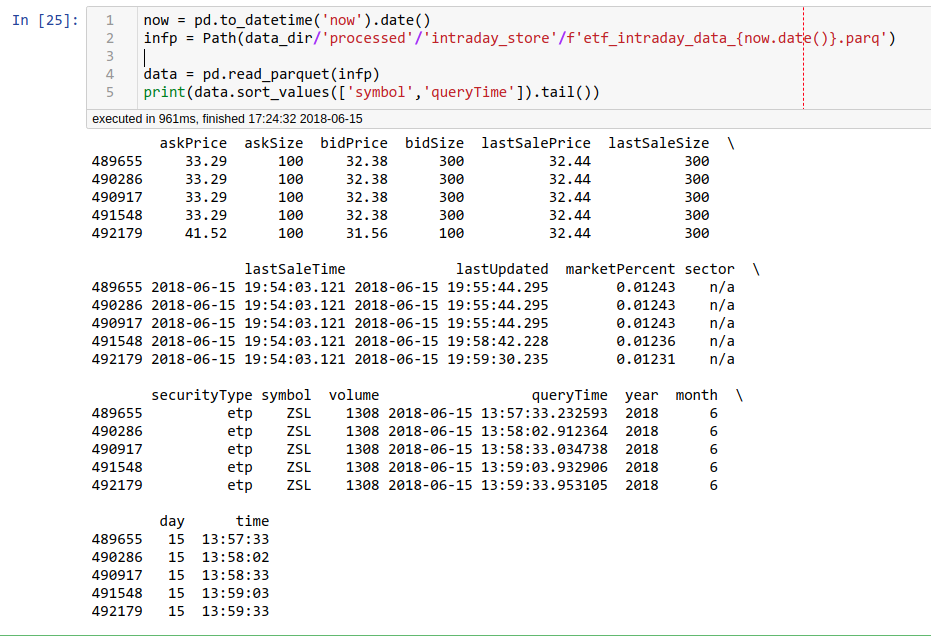 In [25]:
1 now = pd.to_datetime('now').date()
2 infp = Path(data_dir/'processed'/'intraday_store'/f'etf_intraday_data_{now.date()}.parq')
3
4 data = pd.read_parquet(infp)
5 print(data.sort_values(['symbol','queryTime']).tail())
executed in 961ms, finished 17:24:32 2018-06-15
askPrice askSize bidPrice bidSize lastSalePrice lastSaleSize \
489655 33.29 100 32.38 300 32.44 300
490286 33.29 100 32.38 300 32.44 300
490917 33.29 100 32.38 300 32.44 300
491548 33.29 100 32.38 300 32.44 300
492179 41.52 100 31.56 100 32.44 300
lastSaleTime lastUpdated marketPercent sector \
489655 2018-06-15 19:54:03.121 2018-06-15 19:55:44.295 0.01243 n/a
490286 2018-06-15 19:54:03.121 2018-06-15 19:55:44.295 0.01243 n/a
490917 2018-06-15 19:54:03.121 2018-06-15 19:55:44.295 0.01243 n/a
491548 2018-06-15 19:54:03.121 2018-06-15 19:58:42.228 0.01236 n/a
492179 2018-06-15 19:54:03.121 2018-06-15 19:59:30.235 0.01231 n/a
securityType symbol volume queryTime year month \
489655 etp ZSL 1308 2018-06-15 13:57:33.232593 2018 6
490286 etp ZSL 1308 2018-06-15 13:58:02.912364 2018 6
490917 etp ZSL 1308 2018-06-15 13:58:33.034738 2018 6
491548 etp ZSL 1308 2018-06-15 13:59:03.932906 2018 6
492179 etp ZSL 1308 2018-06-15 13:59:33.953105 2018 6
day time
489655 15 13:57:33
490286 15 13:58:02
490917 15 13:58:33
491548 15 13:59:03
492179 15 13:59:33